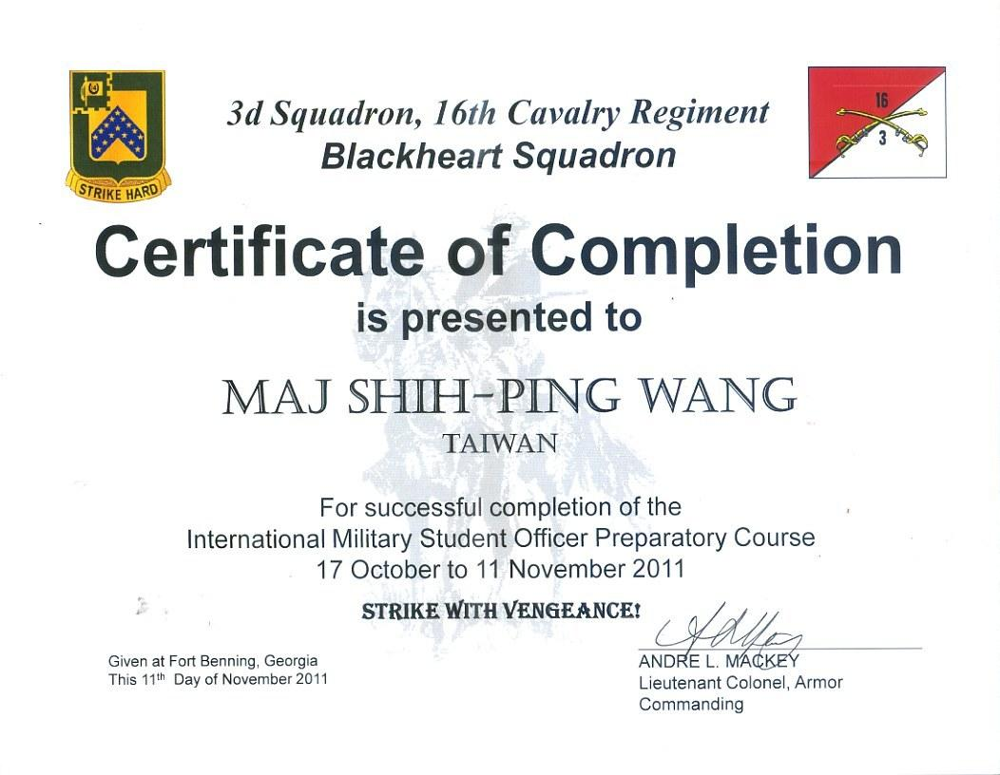 3d Squadron, 16th Cavalry Regiment
Blackheart Squadron
STRIKE HARD
16
3
Certificate of Completion
is presented to
MAJ SHIH-PING WANG
TAIWAN
For successful completion of the
International Military Student Officer Preparatory Course
17 October to 11 November 2011
STRIKE WITH VENGEANCE!
Given at Fort Benning, Georgia
This 11th Day of November 2011
ANDRE L. MACKEY
Lieutenant Colonel, Armor
Commanding